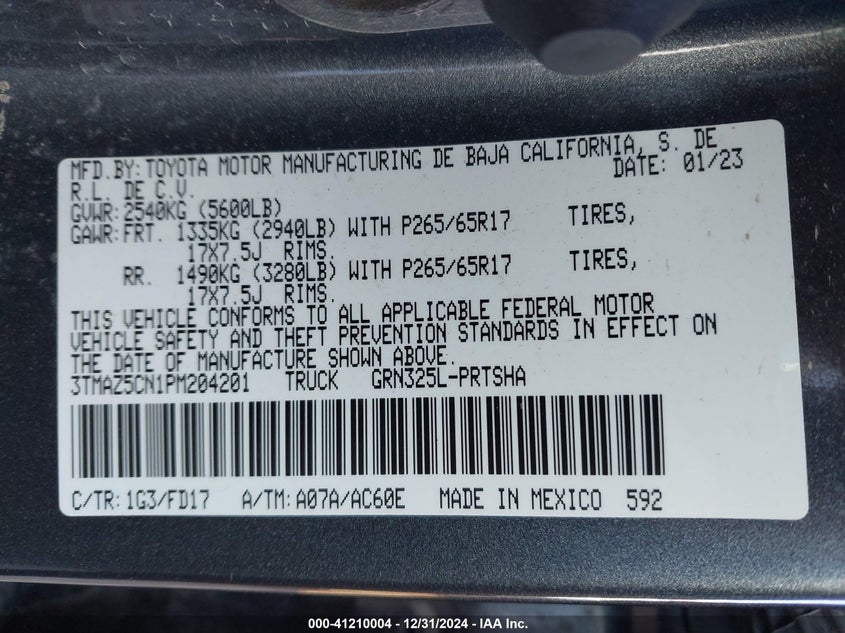 MFD.BY:TOYOTA MOTOR MANUFACTURING DE BAJA CALIFORNIA, S. DE
R.L. DE C.V. DATE: 01/23
GVWR:2540KG (5600LB)
GAWR:FRT. 1335KG (2940LB) WITH P265/65R17 TIRES,
17X7.5J RIMS.
RR. 1490KG (3280LB) WITH P265/65R17 TIRES,
17X7.5J RIMS.
THIS VEHICLE CONFORMS TO ALL APPLICABLE FEDERAL MOTOR
VEHICLE SAFETY AND THEFT PREVENTION STANDARDS IN EFFECT ON
THE DATE OF MANUFACTURE SHOWN ABOVE.
3TMAZ5CN1PM204201 TRUCK GRN325L-PRTSHA
C/TR:1G3/FD17 A/TM:A07A/AC60E MADE IN MEXICO 592
000-41210004 - 12/31/2024 - IAA Inc.